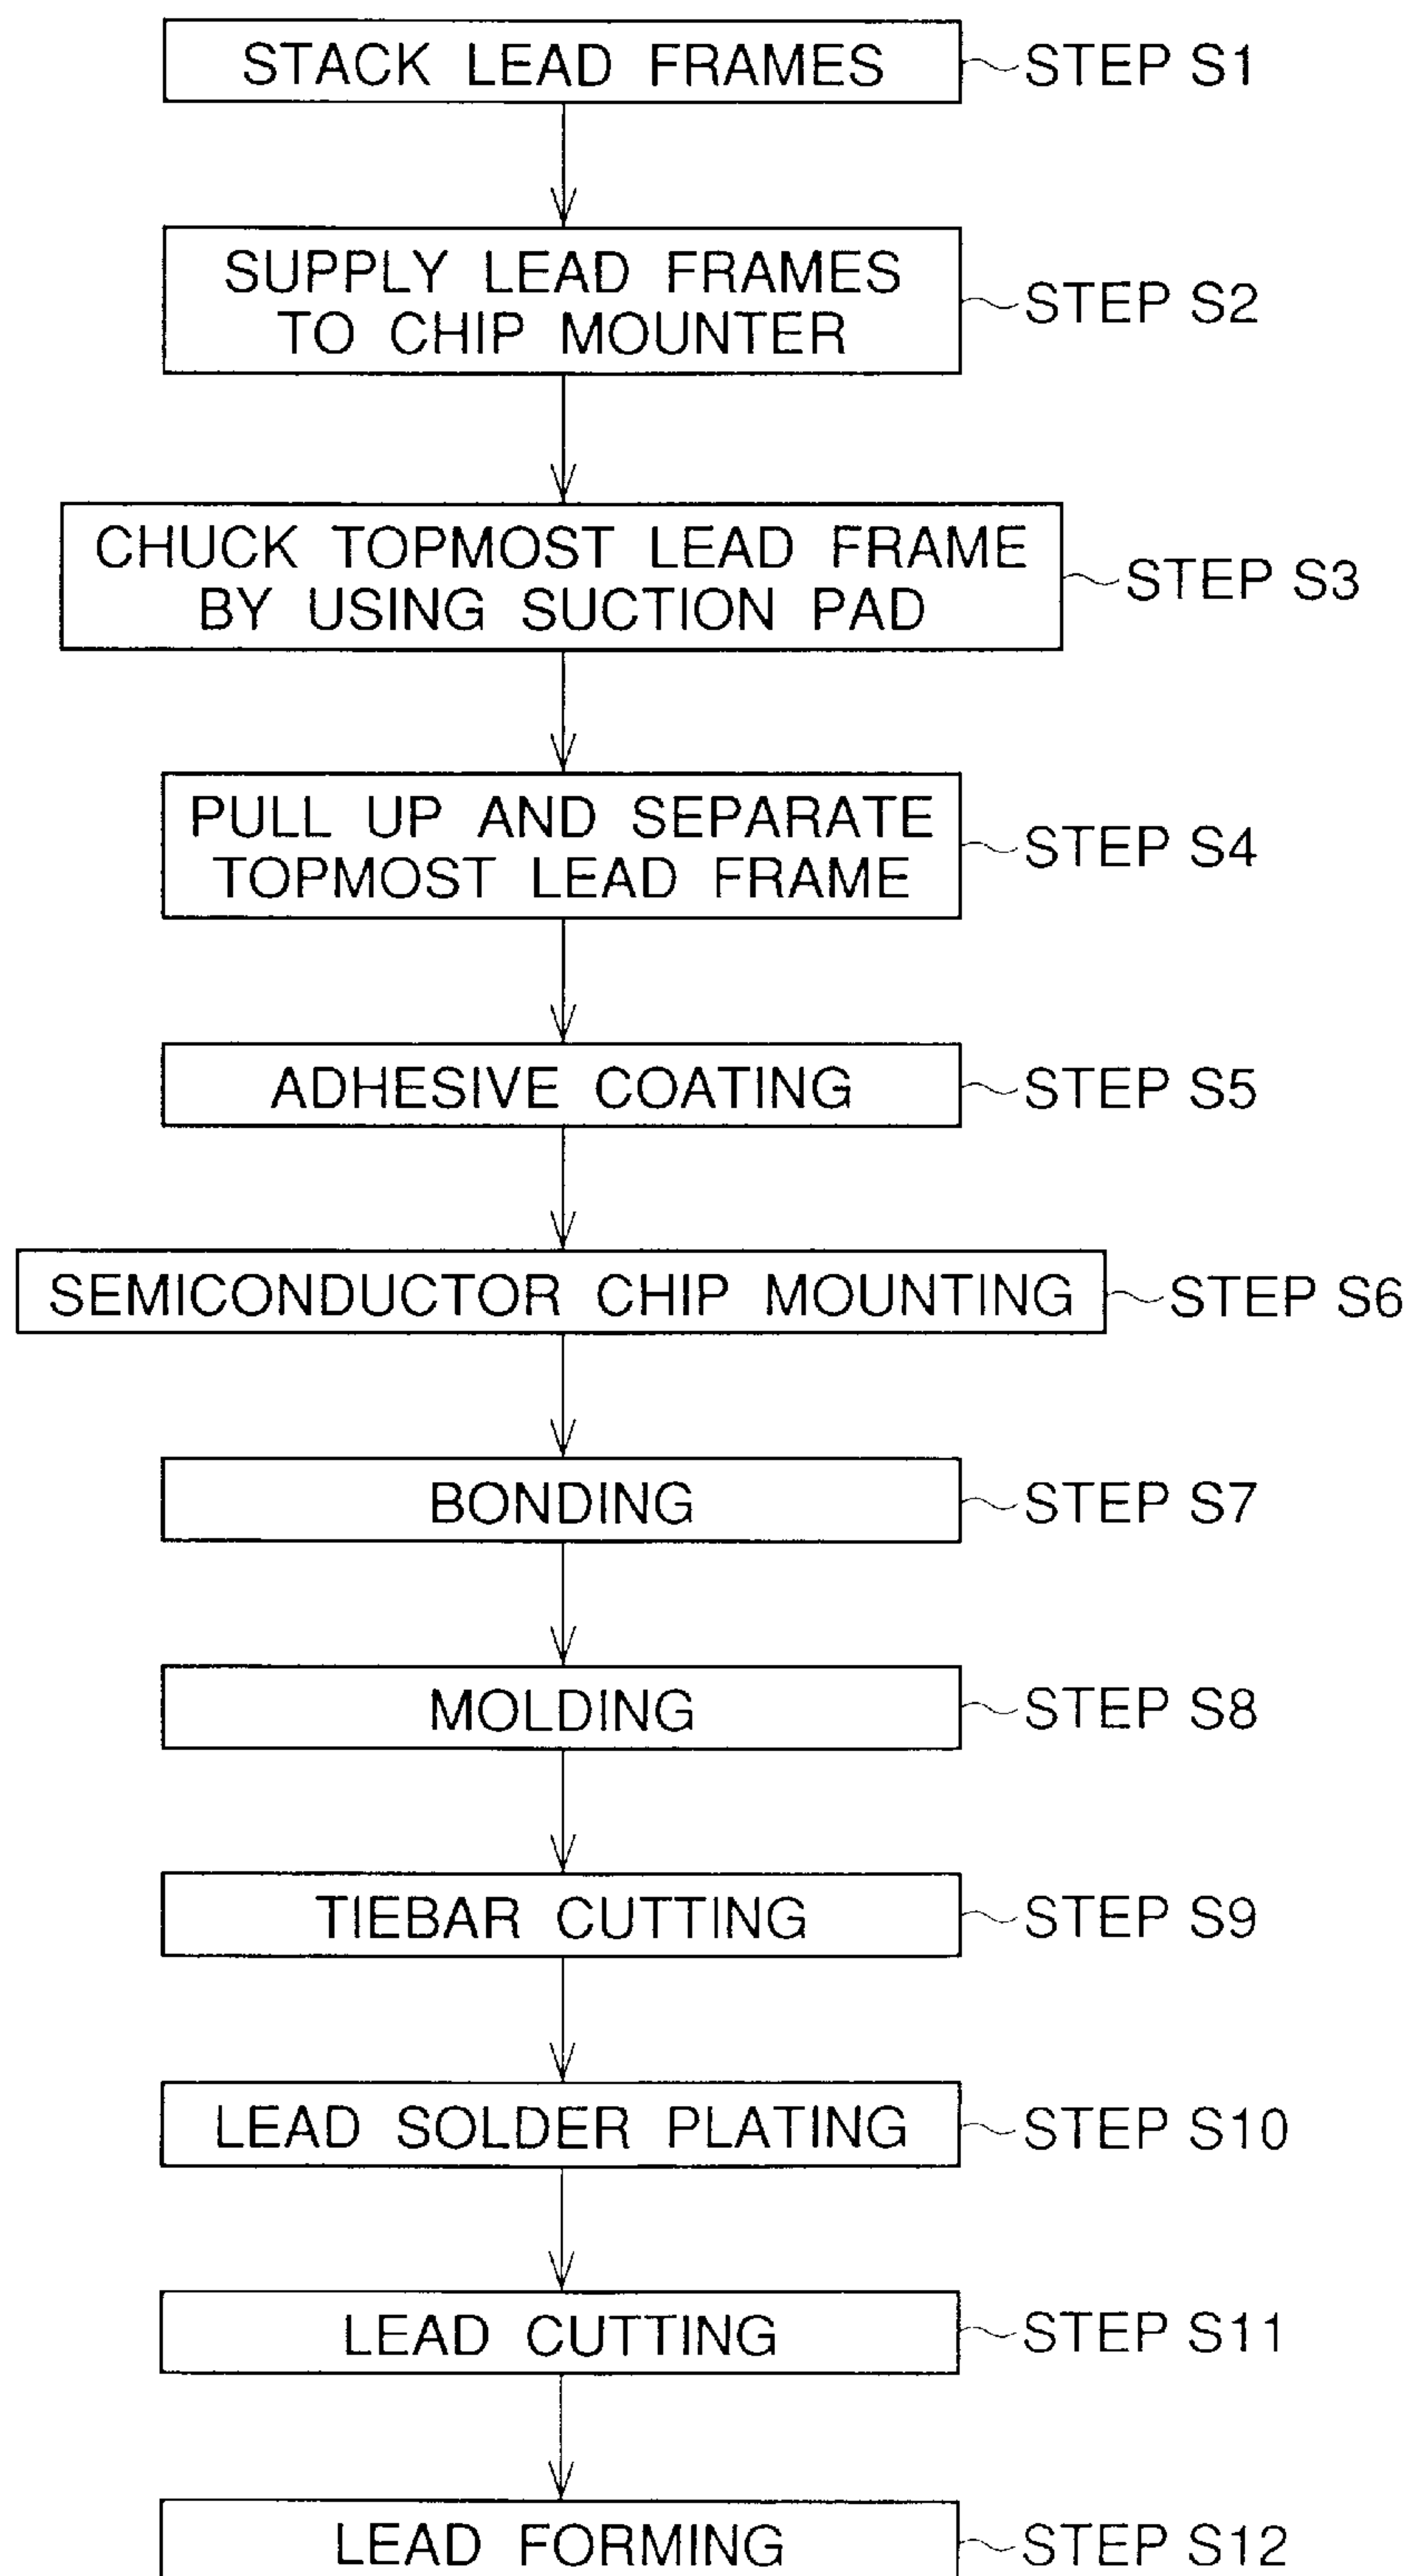 STACK LEAD FRAMES
STEP S1
SUPPLY LEAD FRAMES
TO CHIP MOUNTER
STEP S2
CHUCK TOPMOST LEAD FRAME
BY USING SUCTION PAD
STEP S3
PULL UP AND SEPARATE
TOPMOST LEAD FRAME
STEP S4
ADHESIVE COATING
STEP S5
SEMICONDUCTOR CHIP MOUNTING
STEP S6
BONDING
STEP S7
MOLDING
STEP S8
TIEBAR CUTTING
STEP S9
LEAD SOLDER PLATING
STEP S10
LEAD CUTTING
STEP S11
LEAD FORMING
STEP S12